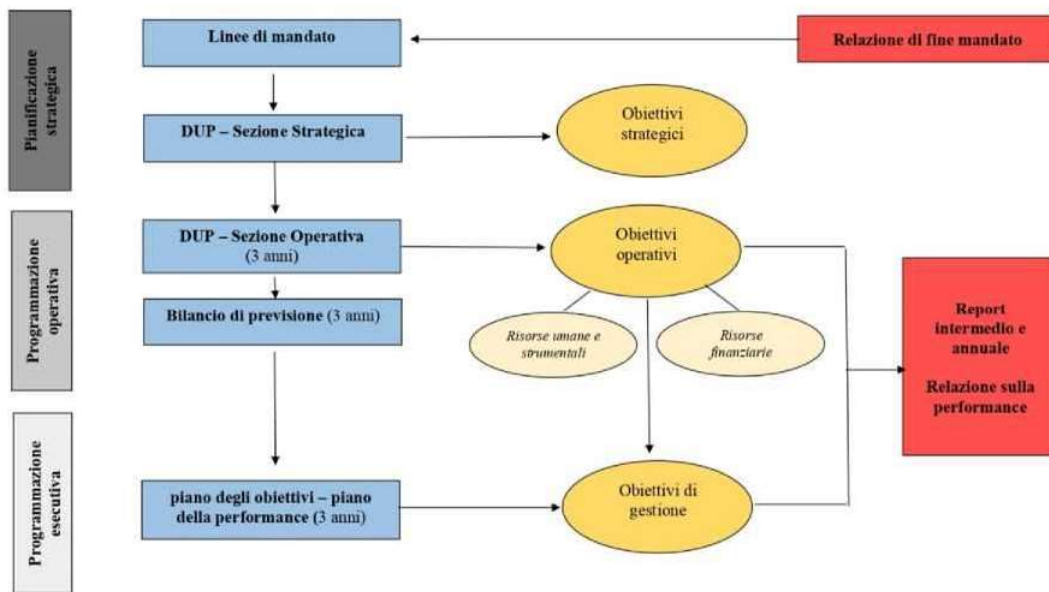 Pianificazione
strategica
Linee di mandato
Relazione di fine mandato
DUP – Sezione Strategica
Obiettivi
strategici
Programmazione
operativa
DUP – Sezione Operativa
(3 anni)
Obiettivi
operativi
Bilancio di previsione (3 anni)
Risorse umane e
strumentali
Risorse
finanziarie
Report
intermedio e
annuale
Relazione sulla
performance
Programmazione
esecutiva
piano degli obiettivi – piano
della performance (3 anni)
Obiettivi di
gestione